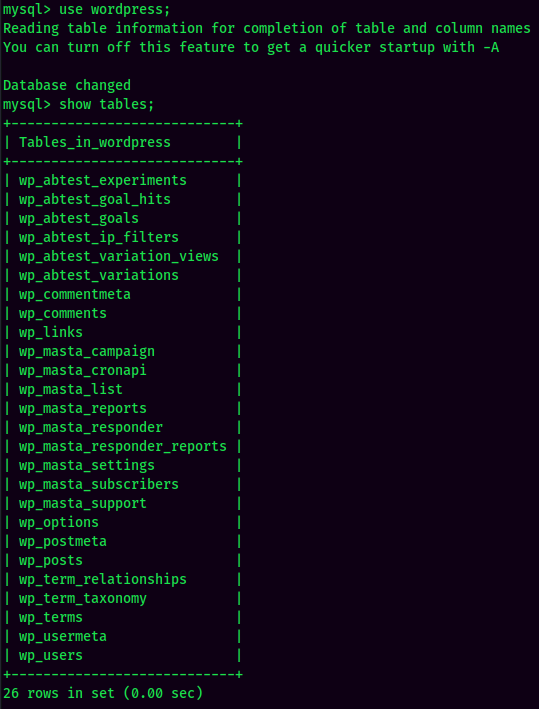 mysql> use wordpress;
Reading table information for completion of table and column names
You can turn off this feature to get a quicker startup with -A

Database changed
mysql> show tables;
+----------------------------+
| Tables_in_wordpress        |
+----------------------------+
| wp_abtest_experiments      |
| wp_abtest_goal_hits        |
| wp_abtest_goals            |
| wp_abtest_ip_filters       |
| wp_abtest_variation_views  |
| wp_abtest_variations       |
| wp_commentmeta             |
| wp_comments                |
| wp_links                   |
| wp_masta_campaign          |
| wp_masta_cronapi           |
| wp_masta_list              |
| wp_masta_reports           |
| wp_masta_responder         |
| wp_masta_responder_reports |
| wp_masta_settings          |
| wp_masta_subscribers       |
| wp_masta_support           |
| wp_options                 |
| wp_postmeta                |
| wp_posts                   |
| wp_term_relationships      |
| wp_term_taxonomy           |
| wp_terms                   |
| wp_usermeta                |
| wp_users                   |
+----------------------------+
26 rows in set (0.00 sec)